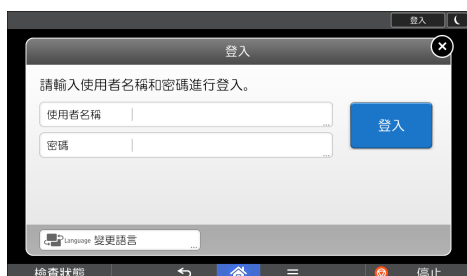 登入
登入
請輸入使用者名稱和密碼進行登入。
使用者名稱
...
登入
密碼
...
Language 變更語言
...
檢查狀態
停止